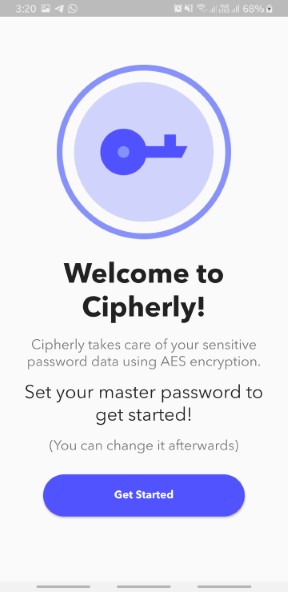 3:20 68%
Welcome to
Cipherly!
Cipherly takes care of your sensitive
password data using AES encryption.
Set your master password to
get started!
(You can change it afterwards)
Get Started